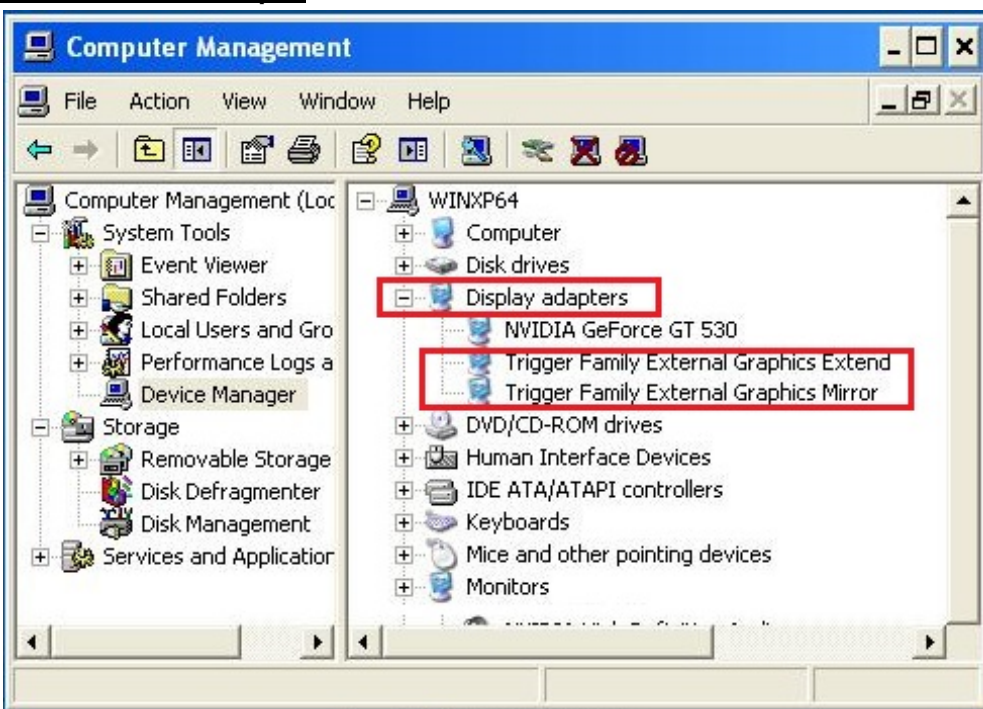 Computer Management
File Action View Window Help
Computer Management (Loc
System Tools
Event Viewer
Shared Folders
Local Users and Gro
Performance Logs a
Device Manager
Storage
Removable Storage
Disk Defragmenter
Disk Management
Services and Application
WINXP64
Computer
Disk drives
Display adapters
NVIDIA GeForce GT 530
Trigger Family External Graphics Extend
Trigger Family External Graphics Mirror
DVD/CD-ROM drives
Human Interface Devices
IDE ATA/ATAPI controllers
Keyboards
Mice and other pointing devices
Monitors